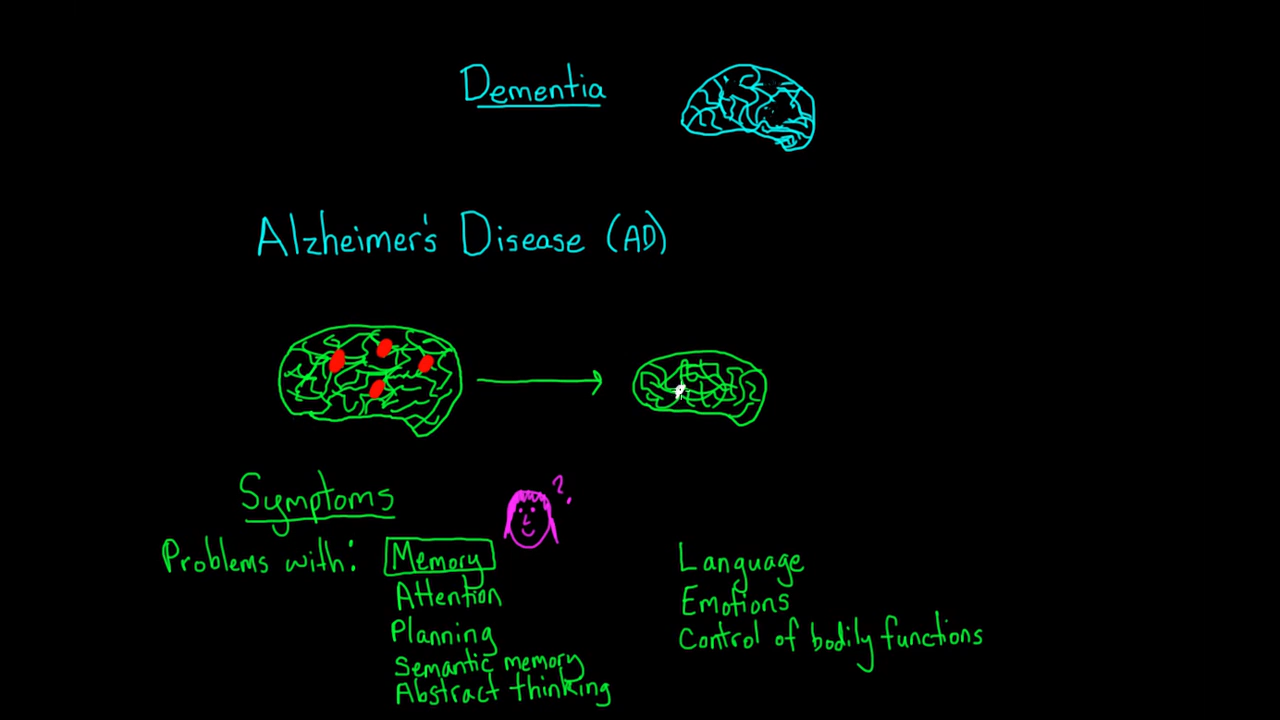 Dementia
Alzheimer's Disease (AD)
?
Symptoms
Problems with: Memory
Attention
Planning
Semantic memory
Abstract thinking
Language
Emotions
Control of bodily functions